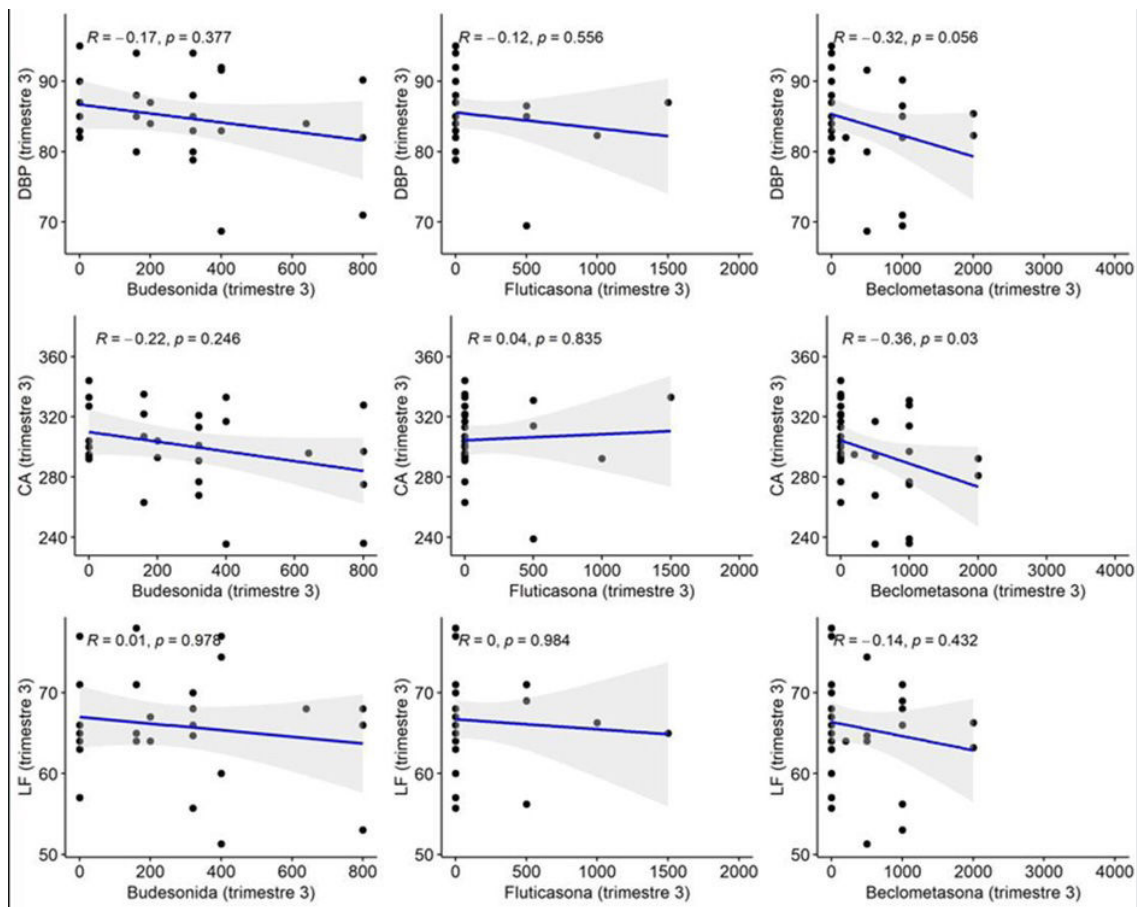 R = −0.17, p = 0.377
DBP (trimestre 3)
90
80
70
0 200 400 600 800
Budesonida (trimestre 3)
R = −0.12, p = 0.556
DBP (trimestre 3)
90
80
70
0 500 1000 1500 2000
Fluticasona (trimestre 3)
R = −0.32, p = 0.056
DBP (trimestre 3)
90
80
70
0 1000 2000 3000 4000
Beclometasona (trimestre 3)
R = −0.22, p = 0.246
CA (trimestre 3)
360
320
280
240
0 200 400 600 800
Budesonida (trimestre 3)
R = 0.04, p = 0.835
CA (trimestre 3)
360
320
280
240
0 500 1000 1500 2000
Fluticasona (trimestre 3)
R = −0.36, p = 0.03
CA (trimestre 3)
360
320
280
240
0 1000 2000 3000 4000
Beclometasona (trimestre 3)
R = 0.01, p = 0.978
LF (trimestre 3)
70
60
50
0 200 400 600 800
Budesonida (trimestre 3)
R = 0, p = 0.984
LF (trimestre 3)
70
60
50
0 500 1000 1500 2000
Fluticasona (trimestre 3)
R = −0.14, p = 0.432
LF (trimestre 3)
70
60
50
0 1000 2000 3000 4000
Beclometasona (trimestre 3)